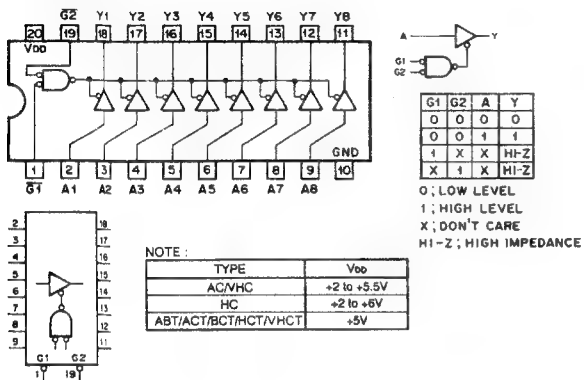 G2 Y1 Y2 Y3 Y4 Y5 Y6 Y7 Y8
20 19 18 17 16 15 14 13 12 11
VDD
GND
1 2 3 4 5 6 7 8 9 10
G1 A1 A2 A3 A4 A5 A6 A7 A8
A Y
G1
G2
G1 G2 A Y
0 0 0 0
0 0 1 1
1 X X HI-Z
X 1 X HI-Z
0 ; LOW LEVEL
1 ; HIGH LEVEL
X ; DON'T CARE
HI-Z ; HIGH IMPEDANCE
2 18
3 17
4 16
5 15
6 14
7 13
8 12
9 11
G1 G2
1 19
NOTE :
TYPE VDD
AC/VHC +2 to +5.5V
HC +2 to +6V
ABT/ACT/BCT/HCT/VHCT +5V